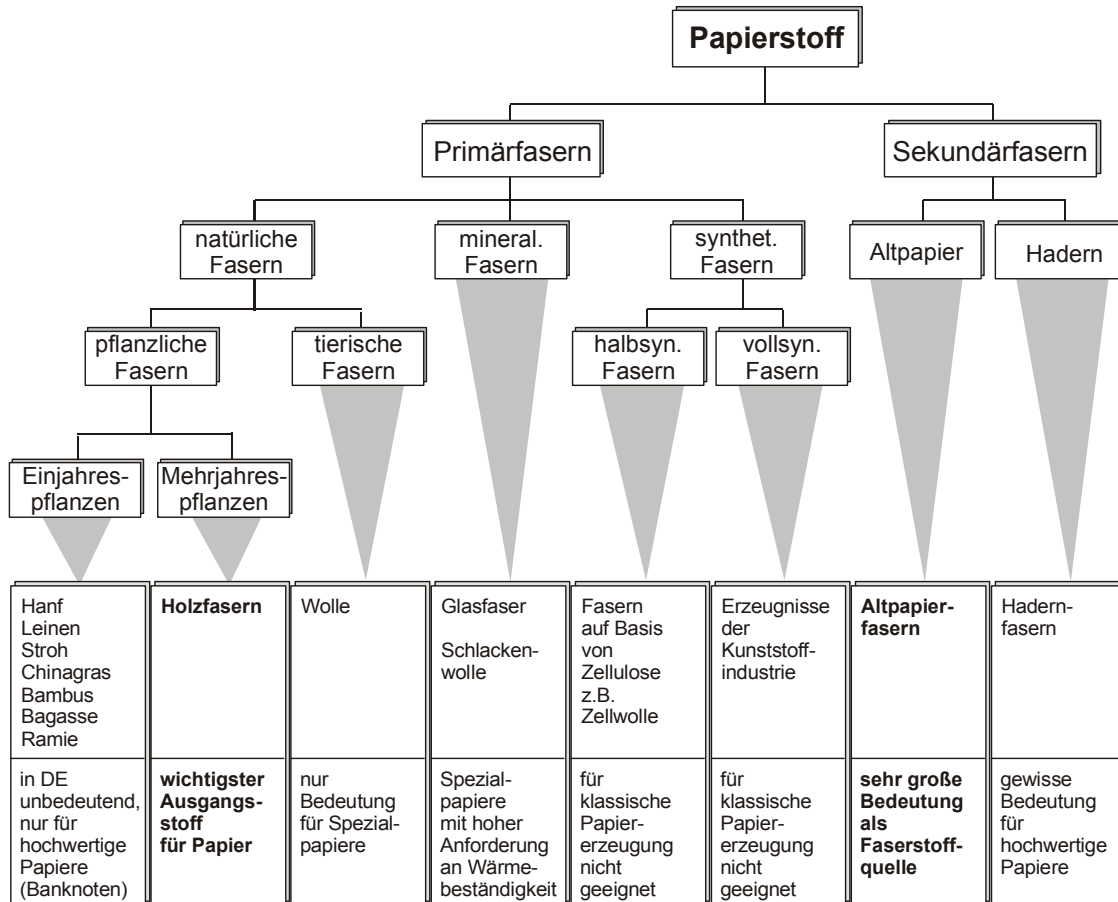 Papierstoff
Primärfasern
Sekundärfasern
natürliche
Fasern
mineral.
Fasern
synthet.
Fasern
Altpapier
Hadern
pflanzliche
Fasern
tierische
Fasern
halbsyn.
Fasern
vollsyn.
Fasern
Einjahres-
pflanzen
Mehrjahres-
pflanzen
Hanf
Leinen
Stroh
Chinagras
Bambus
Bagasse
Ramie
Holzfasern
Wolle
Glasfaser
Schlacken-
wolle
Fasern
auf Basis
von
Zellulose
z.B.
Zellwolle
Erzeugnisse
der
Kunststoff-
industrie
Altpapier-
fasern
Hadern-
fasern
in DE
unbedeutend,
nur für
hochwertige
Papiere
(Banknoten)
wichtigster
Ausgangs-
stoff
für Papier
nur
Bedeutung
für Spezial-
papiere
Spezial-
papiere
mit hoher
Anforderung
an Wärme-
beständigkeit
für
klassische
Papier-
erzeugung
nicht
geeignet
für
klassische
Papier-
erzeugung
nicht
geeignet
sehr große
Bedeutung
als
Faserstoff-
quelle
gewisse
Bedeutung
für
hochwertige
Papiere